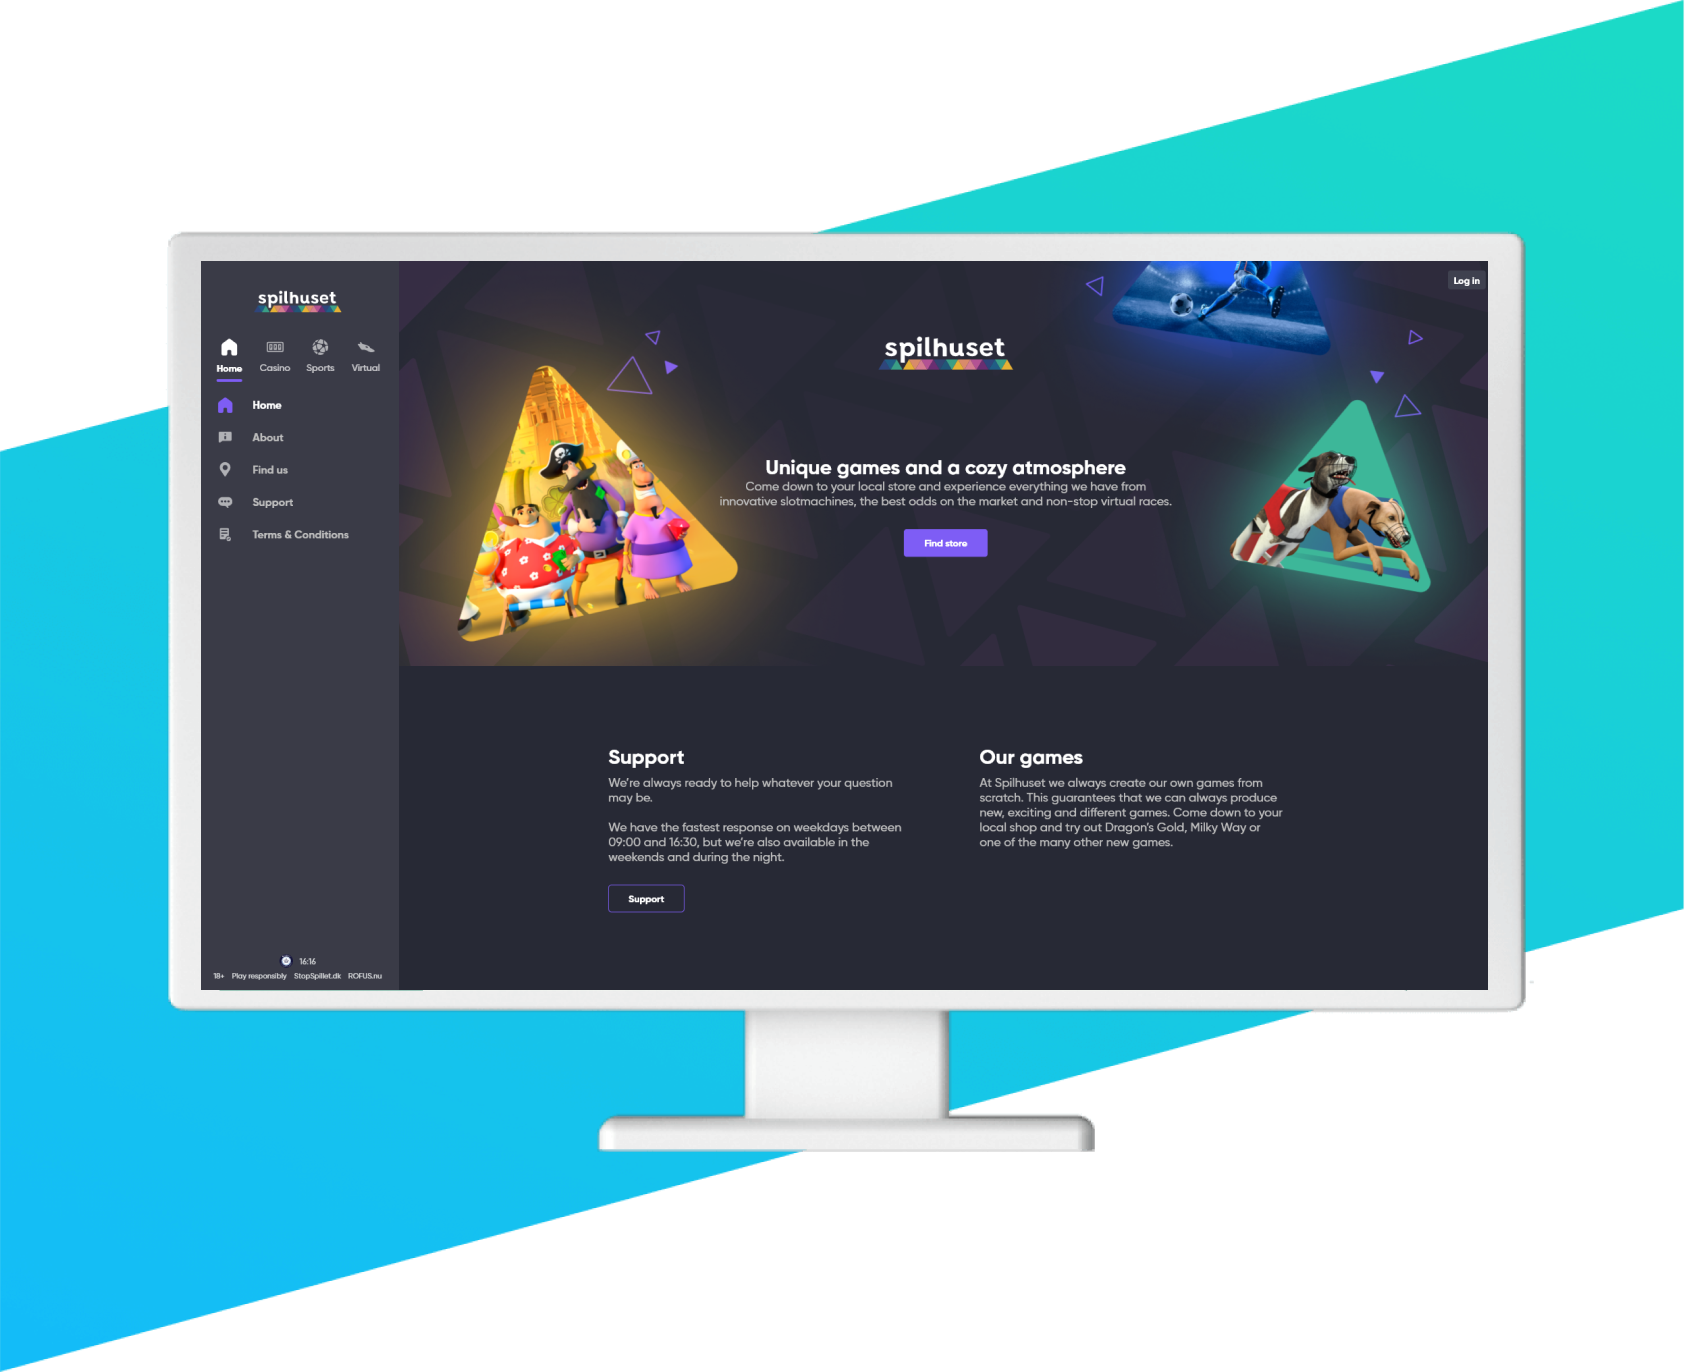 spilhuset
Home Casino Sports Virtual
Home
About
Find us
Support
Terms & Conditions
16:16
18+ Play responsibly StopSpillet.dk ROFUS.nu
Log in
spilhuset
Unique games and a cozy atmosphere
Come down to your local store and experience everything we have from
innovative slotmachines, the best odds on the market and non-stop virtual races.
Find store
Support
We're always ready to help whatever your question
may be.
We have the fastest response on weekdays between
09:00 and 16:30, but we're also available in the
weekends and during the night.
Support
Our games
At Spilhuset we always create our own games from
scratch. This guarantees that we can always produce
new, exciting and different games. Come down to your
local shop and try out Dragon's Gold, Milky Way or
one of the many other new games.